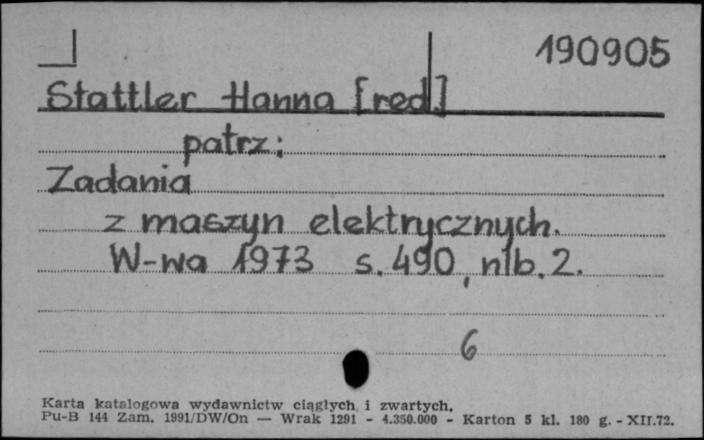 190905
Stattler Hanna [red]
patrz:
Zadania
z maszyn elektrycznych.
W-wa 1973 s. 490, nlb. 2.
6
Karta katalogowa wydawnictw ciągłych i zwartych.
Pu-B 144 Zam. 1991/DW/On — Wrak 1291 - 4.350.000 - Karton 5 kl. 180 g. - XII.72.